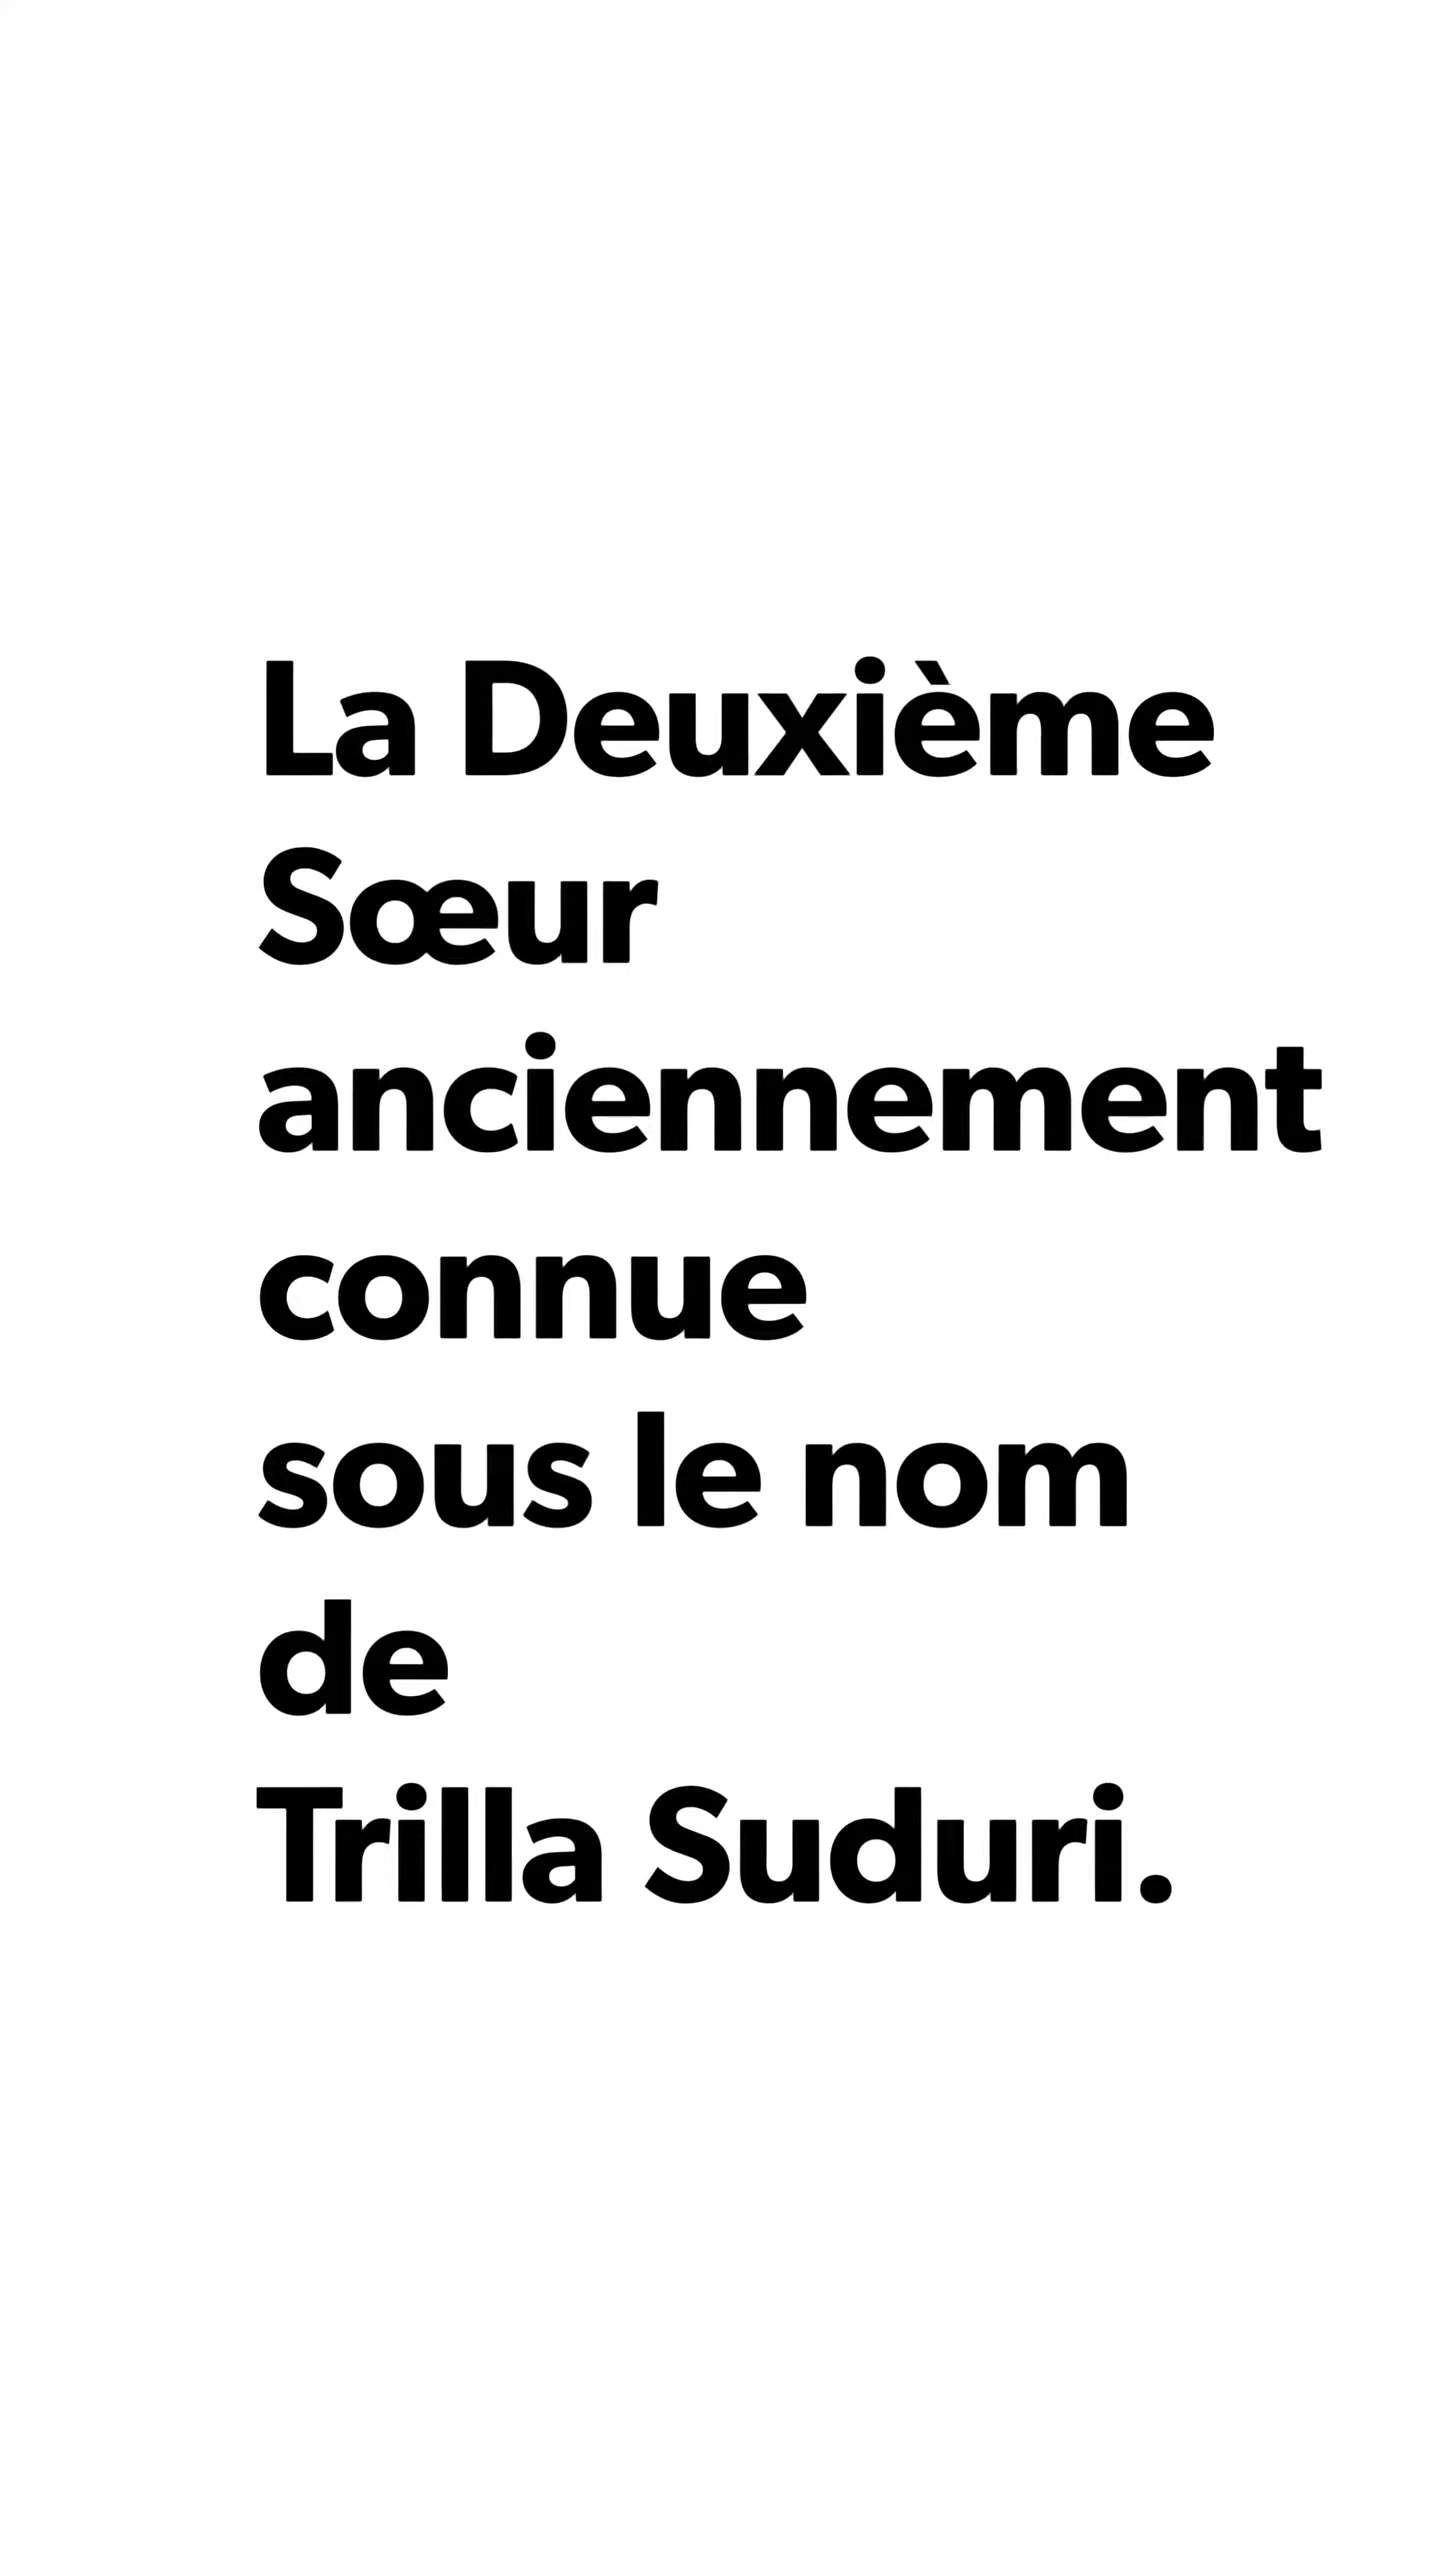 La Deuxième
Sœur
anciennement
connue
sous le nom
de
Trilla Suduri.